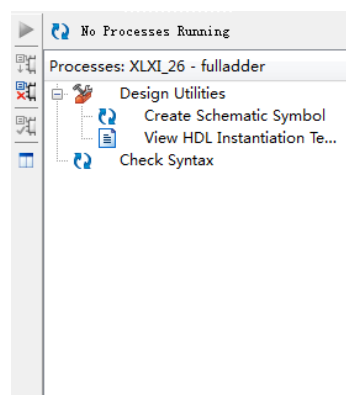 No Processes Running
Processes: XLXI_26 - fulladder
Design Utilities
Create Schematic Symbol
View HDL Instantiation Te...
Check Syntax